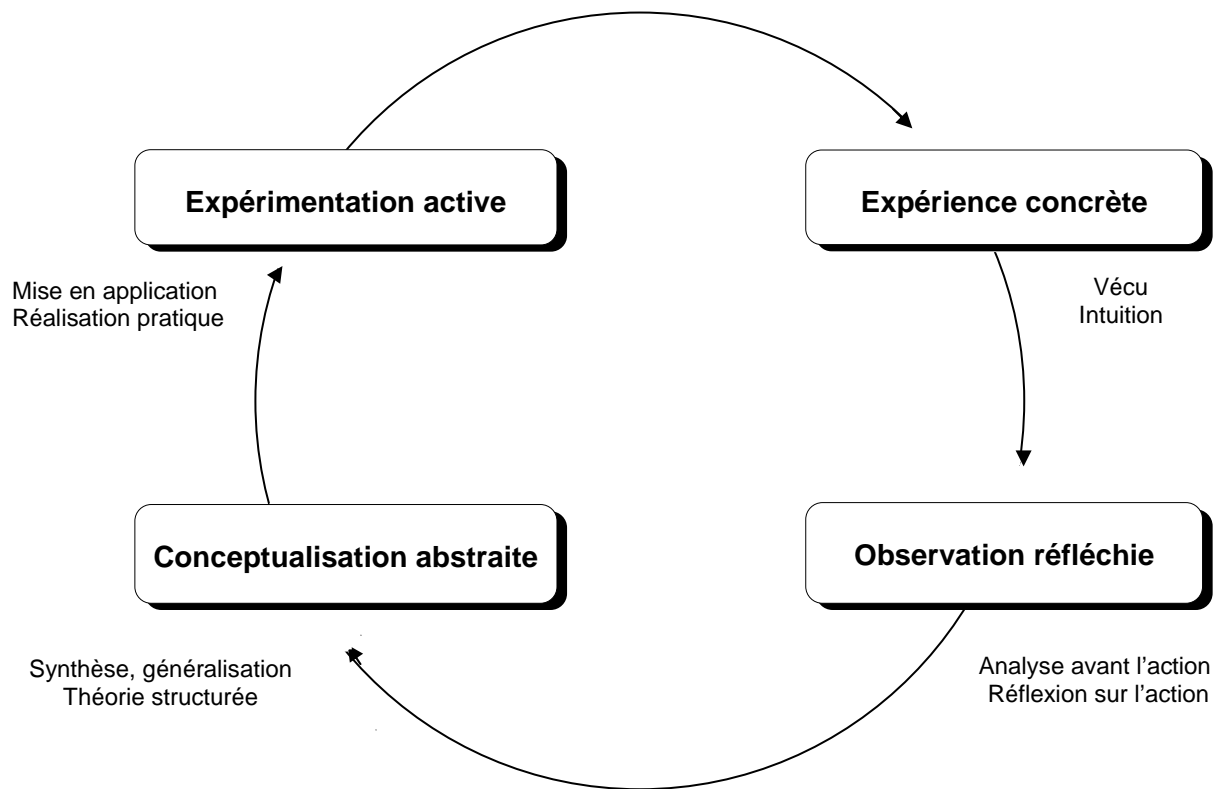 Expérimentation active
Expérience concrète
Mise en application
Réalisation pratique
Vécu
Intuition
Conceptualisation abstraite
Observation réfléchie
Synthèse, généralisation
Théorie structurée
Analyse avant l’action
Réflexion sur l’action